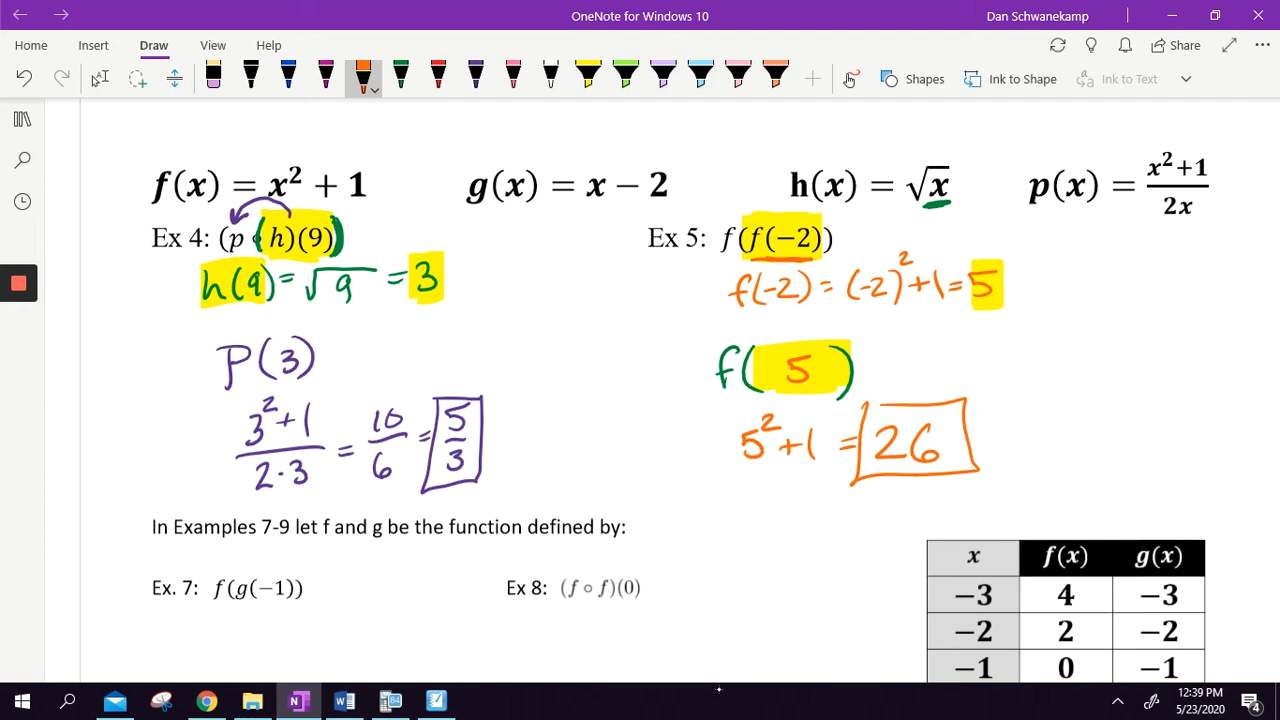 OneNote for Windows 10
Dan Schwanekamp
Home Insert Draw View Help
Share
Shapes Ink to Shape Ink to Text
f(x) = x² + 1 g(x) = x − 2 h(x) = √x p(x) = (x²+1)/(2x)
Ex 4: (p ∘ h)(9) Ex 5: f(f(−2))
h(9) = √9 = 3 f(-2) = (-2)² + 1 = 5
P(3) f( 5 )
(3² + 1)/(2 · 3) = 10/6 = 5/3 5² + 1 = 26
In Examples 7-9 let f and g be the function defined by:
Ex. 7: f(g(−1)) Ex 8: (f ∘ f)(0)
x f(x) g(x)
−3 4 −3
−2 2 −2
−1 0 −1
12:39 PM
5/23/2020
4